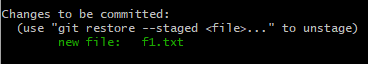 Changes to be committed:
  (use "git restore --staged <file>..." to unstage)
        new file:   f1.txt